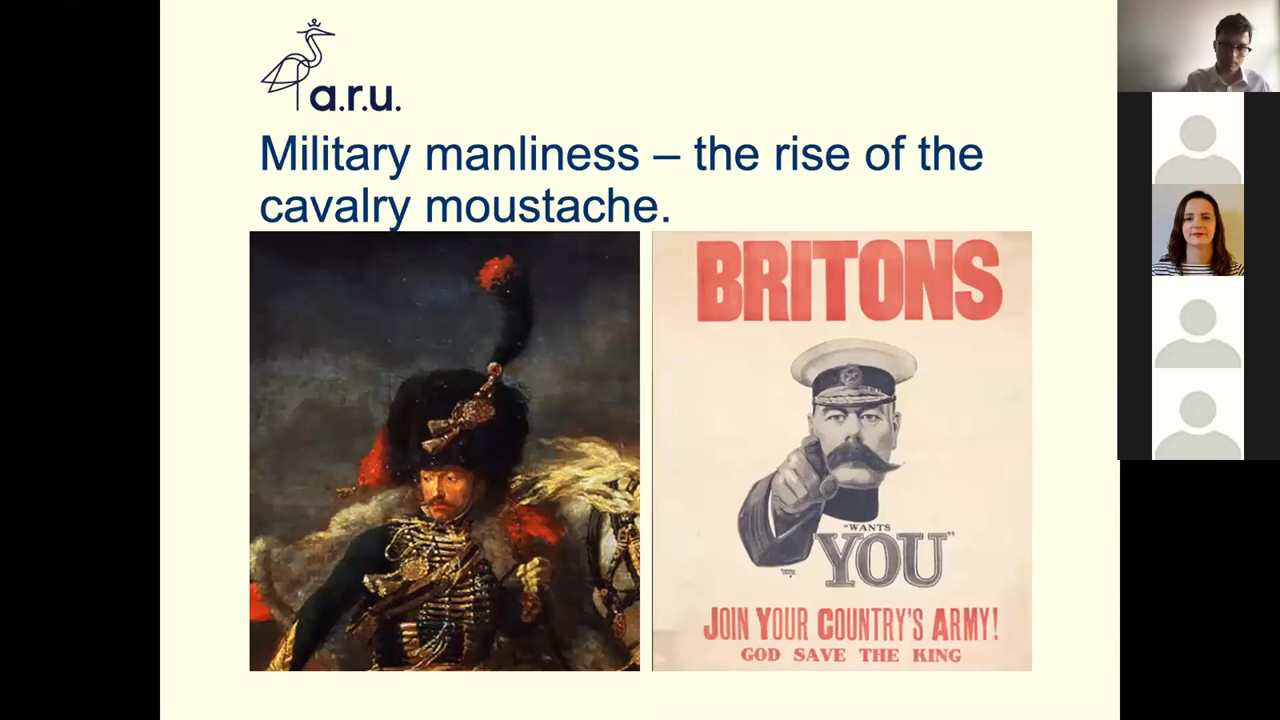 a.r.u.
Military manliness – the rise of the
cavalry moustache.
BRITONS
"WANTS
YOU"
JOIN YOUR COUNTRY'S ARMY!
GOD SAVE THE KING